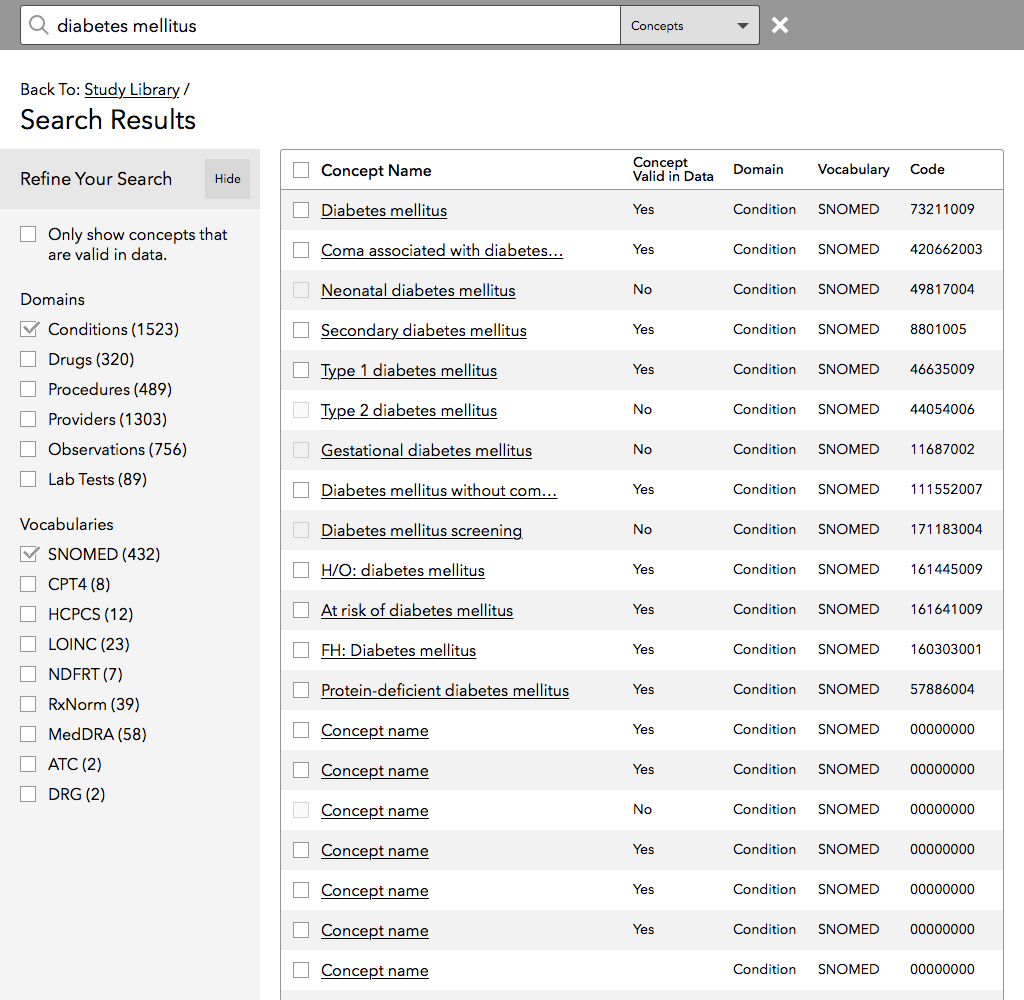 diabetes mellitus
Concepts
Back To: Study Library /
Search Results
Refine Your Search
Hide
Only show concepts that
are valid in data.
Domains
Conditions (1523)
Drugs (320)
Procedures (489)
Providers (1303)
Observations (756)
Lab Tests (89)
Vocabularies
SNOMED (432)
CPT4 (8)
HCPCS (12)
LOINC (23)
NDFRT (7)
RxNorm (39)
MedDRA (58)
ATC (2)
DRG (2)
Concept Name Concept Valid in Data Domain Vocabulary Code
Diabetes mellitus Yes Condition SNOMED 73211009
Coma associated with diabetes... Yes Condition SNOMED 420662003
Neonatal diabetes mellitus No Condition SNOMED 49817004
Secondary diabetes mellitus Yes Condition SNOMED 8801005
Type 1 diabetes mellitus Yes Condition SNOMED 46635009
Type 2 diabetes mellitus No Condition SNOMED 44054006
Gestational diabetes mellitus No Condition SNOMED 11687002
Diabetes mellitus without com... Yes Condition SNOMED 111552007
Diabetes mellitus screening No Condition SNOMED 171183004
H/O: diabetes mellitus Yes Condition SNOMED 161445009
At risk of diabetes mellitus Yes Condition SNOMED 161641009
FH: Diabetes mellitus Yes Condition SNOMED 160303001
Protein-deficient diabetes mellitus Yes Condition SNOMED 57886004
Concept name Yes Condition SNOMED 00000000
Concept name Yes Condition SNOMED 00000000
Concept name No Condition SNOMED 00000000
Concept name Yes Condition SNOMED 00000000
Concept name Yes Condition SNOMED 00000000
Concept name Yes Condition SNOMED 00000000
Concept name Condition SNOMED 00000000